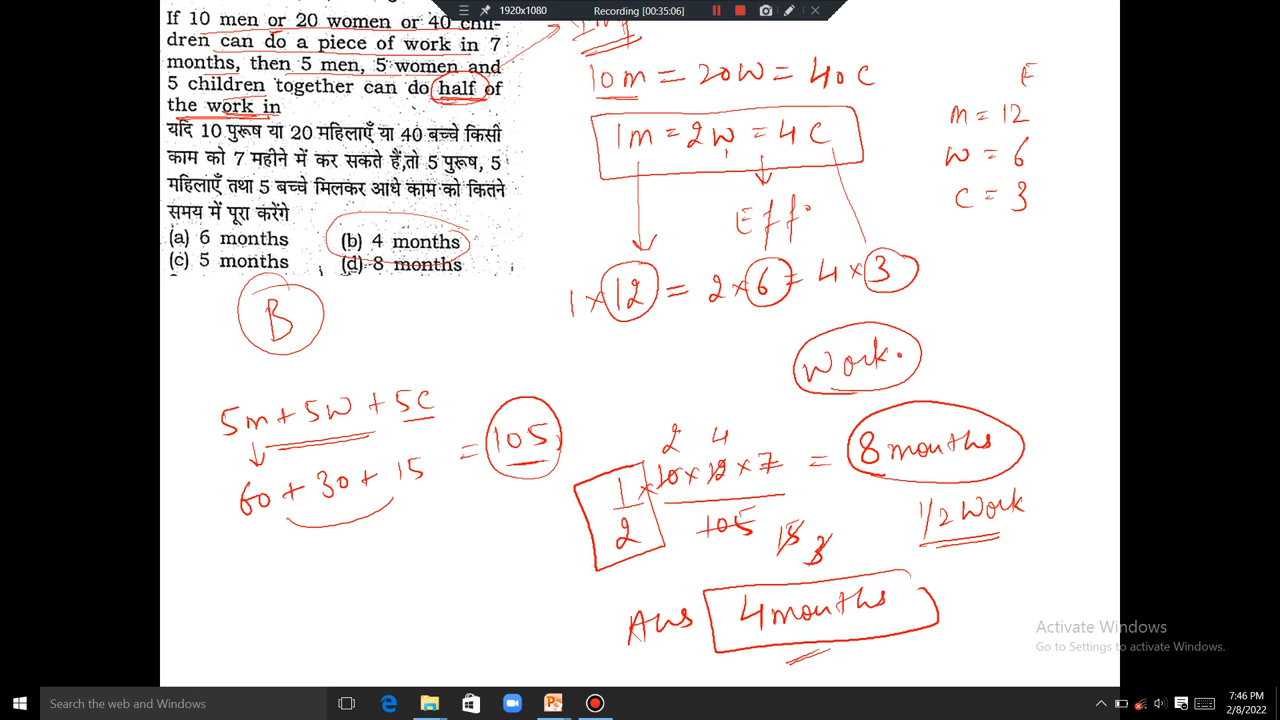 1920x1080
Recording [00:35:06]
If 10 men or 20 women or 40 chil-
dren can do a piece of work in 7
months, then 5 men, 5 women and
5 children together can do half of
the work in
यदि 10 पुरूष या 20 महिलाएँ या 40 बच्चे किसी
काम को 7 महीने में कर सकते हैं,तो 5 पुरूष, 5
महिलाएँ तथा 5 बच्चे मिलकर आधे काम को कितने
समय में पूरा करेंगे
(a) 6 months (b) 4 months
(c) 5 months (d) 8 months
B
10m = 20W = 40C
1m = 2W = 4C
Eff.
1×12 = 2×6 = 4×3
E
M = 12
W = 6
C = 3
Work.
5m + 5W + 5C
60 + 30 + 15 = 105
2 4
1/2 × 10×12×7 / 105 = 8 months
15 3
1/2 Work
Ans 4 months
Activate Windows
Go to Settings to activate Windows.
Search the web and Windows
7:46 PM
2/8/2022